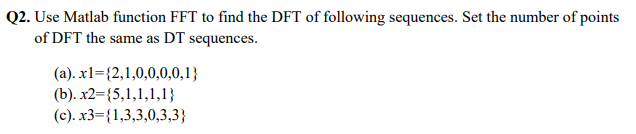 Q2. Use Matlab function FFT to find the DFT of following sequences. Set the number of points
of DFT the same as DT sequences.
(a). x1={2,1,0,0,0,0,1}
(b). x2={5,1,1,1,1}
(c). x3={1,3,3,0,3,3}